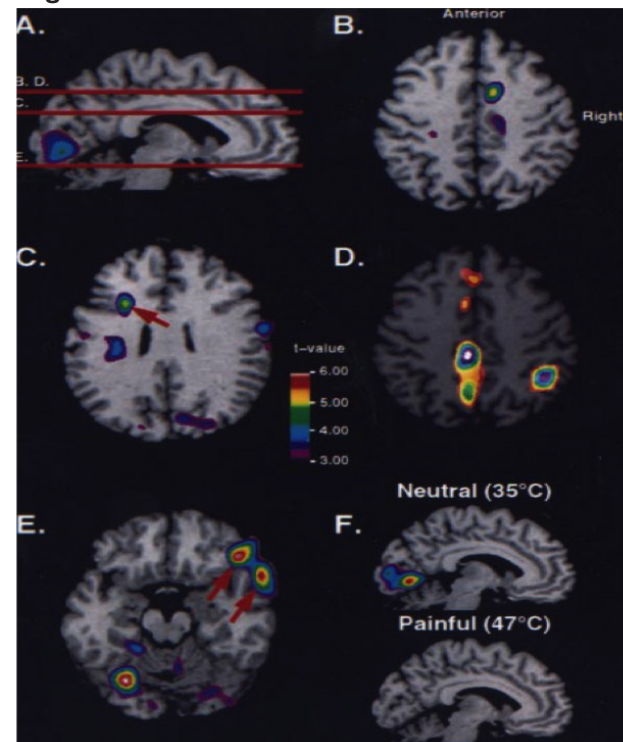 A.
B. D.
C.
E.
B.
Anterior
Right
C.
t-value
6.00
5.00
4.00
3.00
D.
E.
F.
Neutral (35°C)
Painful (47°C)